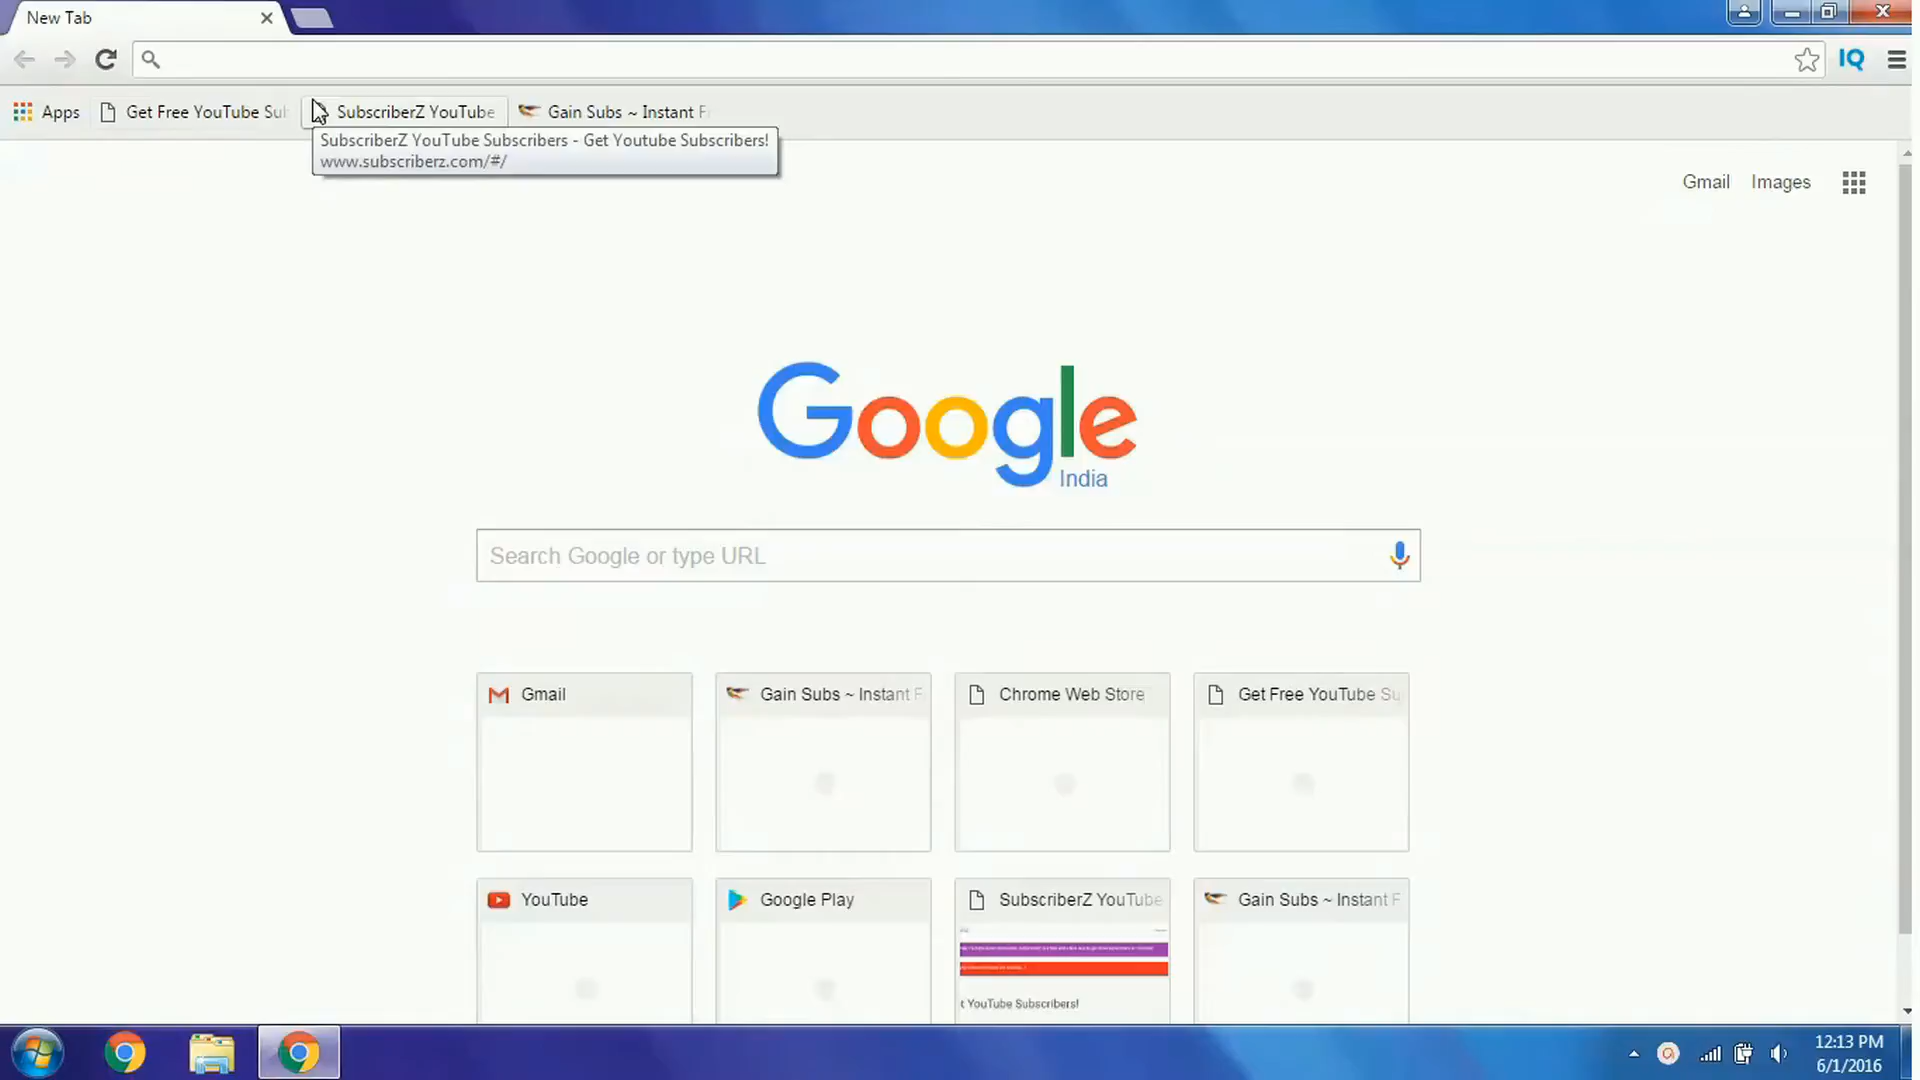 New Tab
IQ
Apps
Get Free YouTube Su
SubscriberZ YouTube
Gain Subs ~ Instant F
SubscriberZ YouTube Subscribers - Get Youtube Subscribers!
www.subscriberz.com/#/
Gmail
Images
Google
India
Search Google or type URL
Gmail
Gain Subs ~ Instant F
Chrome Web Store
Get Free YouTube Su
YouTube
Google Play
SubscriberZ YouTube
Gain Subs ~ Instant F
t YouTube Subscribers!
12:13 PM
6/1/2016